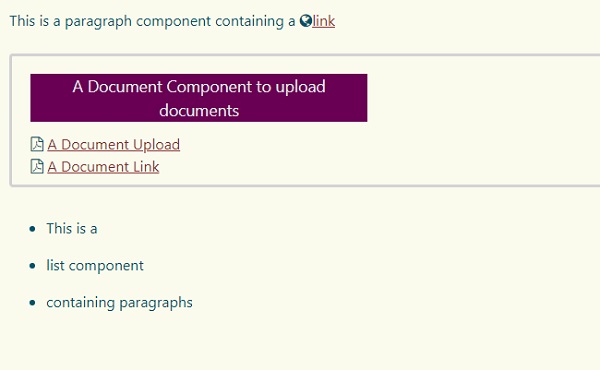 This is a paragraph component containing a link
A Document Component to upload
documents
A Document Upload
A Document Link
This is a
list component
containing paragraphs